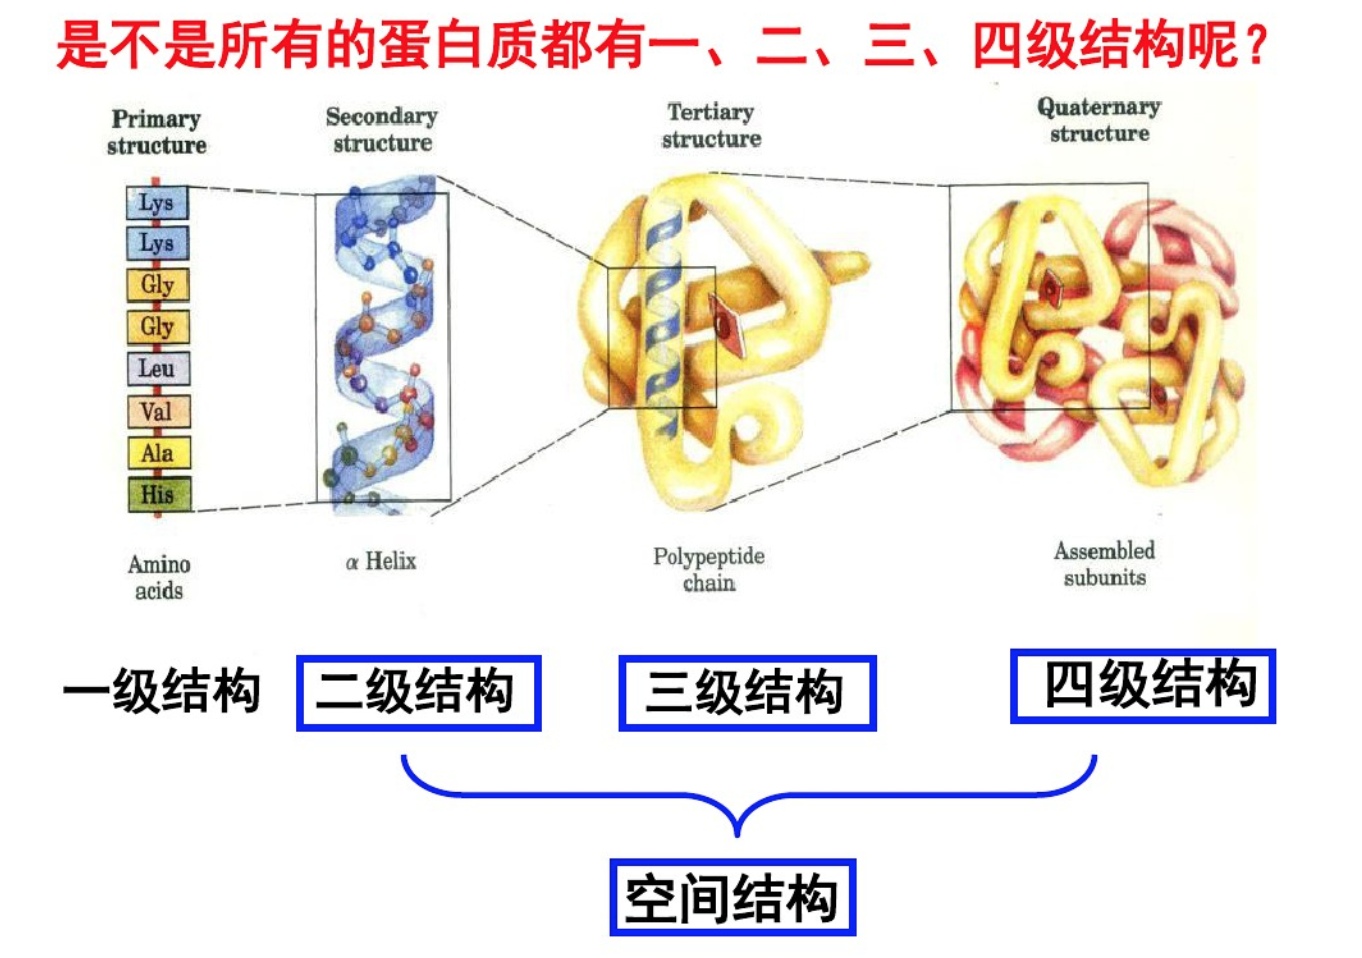 是不是所有的蛋白质都有一、二、三、四级结构呢？
Primary
structure
Secondary
structure
Tertiary
structure
Quaternary
structure
Lys
Lys
Gly
Gly
Leu
Val
Ala
His
Amino
acids
α Helix
Polypeptide
chain
Assembled
subunits
一级结构
二级结构
三级结构
四级结构
空间结构